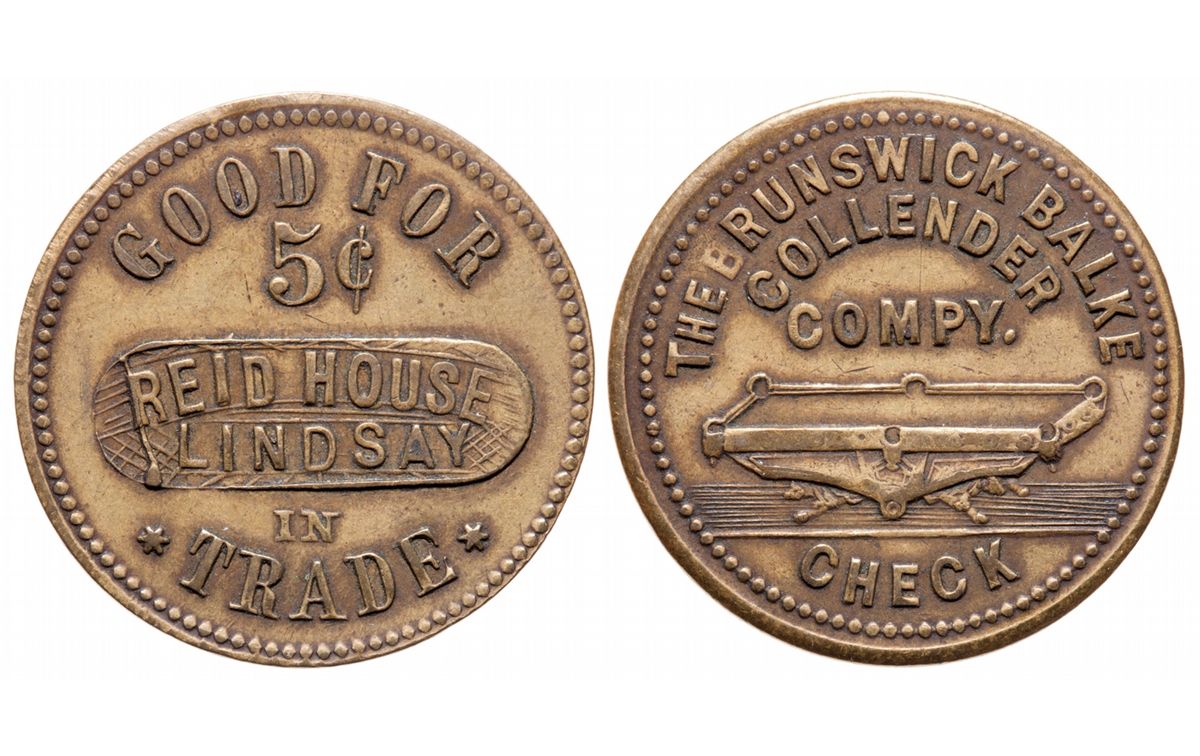 GOOD FOR
5¢
REID HOUSE
LINDSAY
IN
* TRADE *
THE BRUNSWICK BALKE
COLLENDER
COMPY.
CHECK